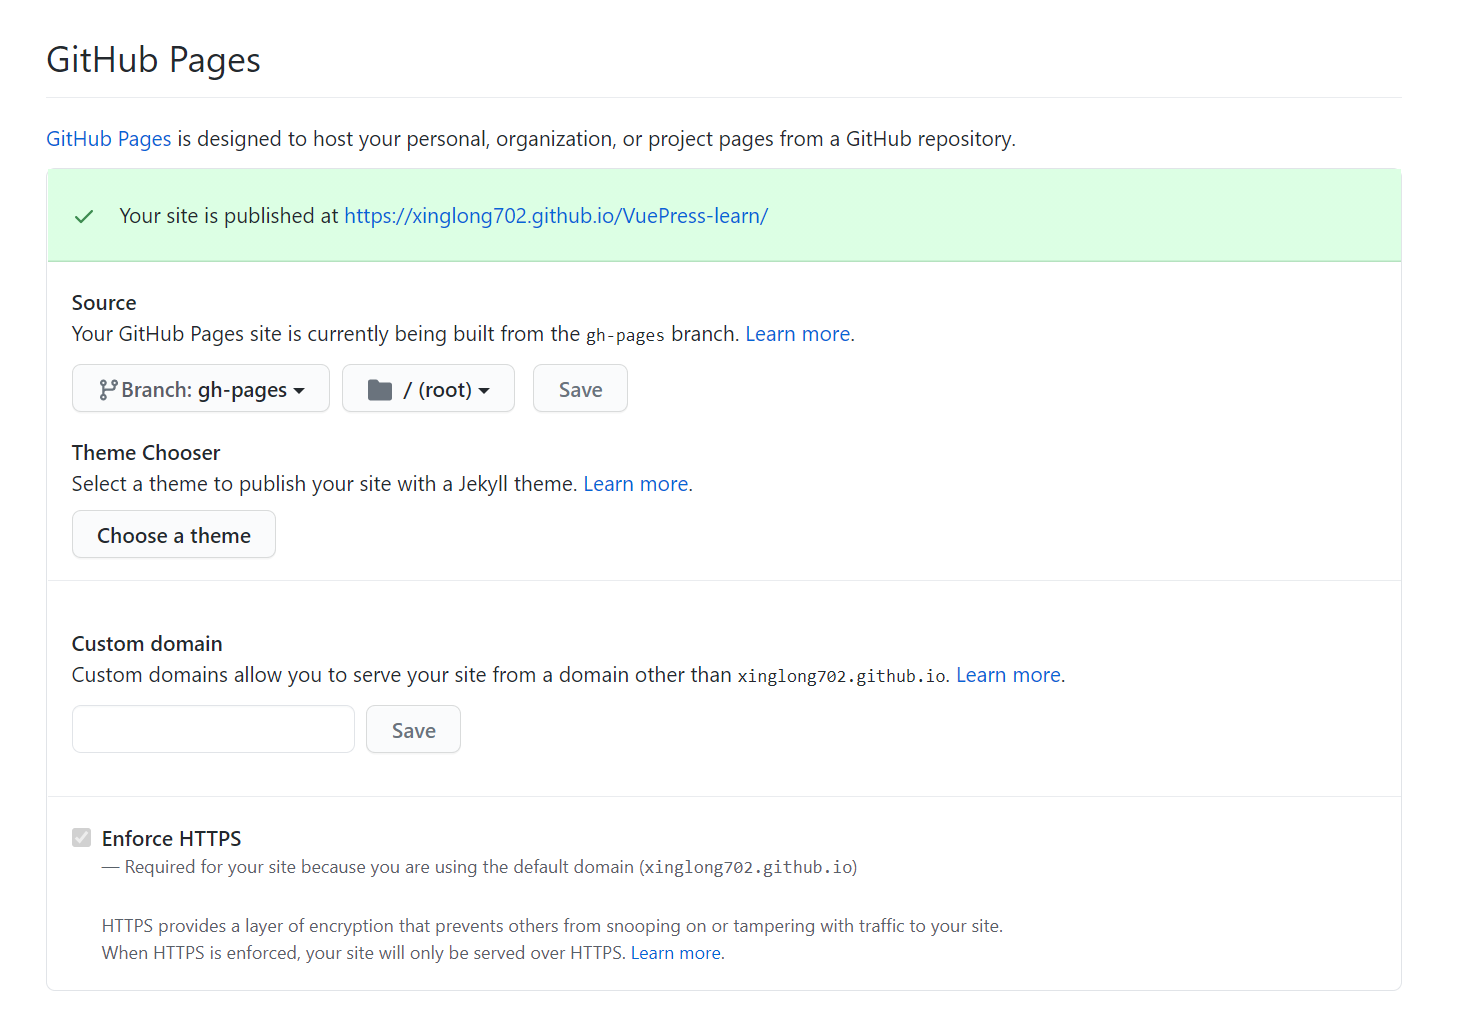 GitHub Pages
GitHub Pages is designed to host your personal, organization, or project pages from a GitHub repository.
Your site is published at https://xinglong702.github.io/VuePress-learn/
Source
Your GitHub Pages site is currently being built from the gh-pages branch. Learn more.
Branch: gh-pages / (root) Save
Theme Chooser
Select a theme to publish your site with a Jekyll theme. Learn more.
Choose a theme
Custom domain
Custom domains allow you to serve your site from a domain other than xinglong702.github.io. Learn more.
Save
Enforce HTTPS
— Required for your site because you are using the default domain (xinglong702.github.io)
HTTPS provides a layer of encryption that prevents others from snooping on or tampering with traffic to your site.
When HTTPS is enforced, your site will only be served over HTTPS. Learn more.